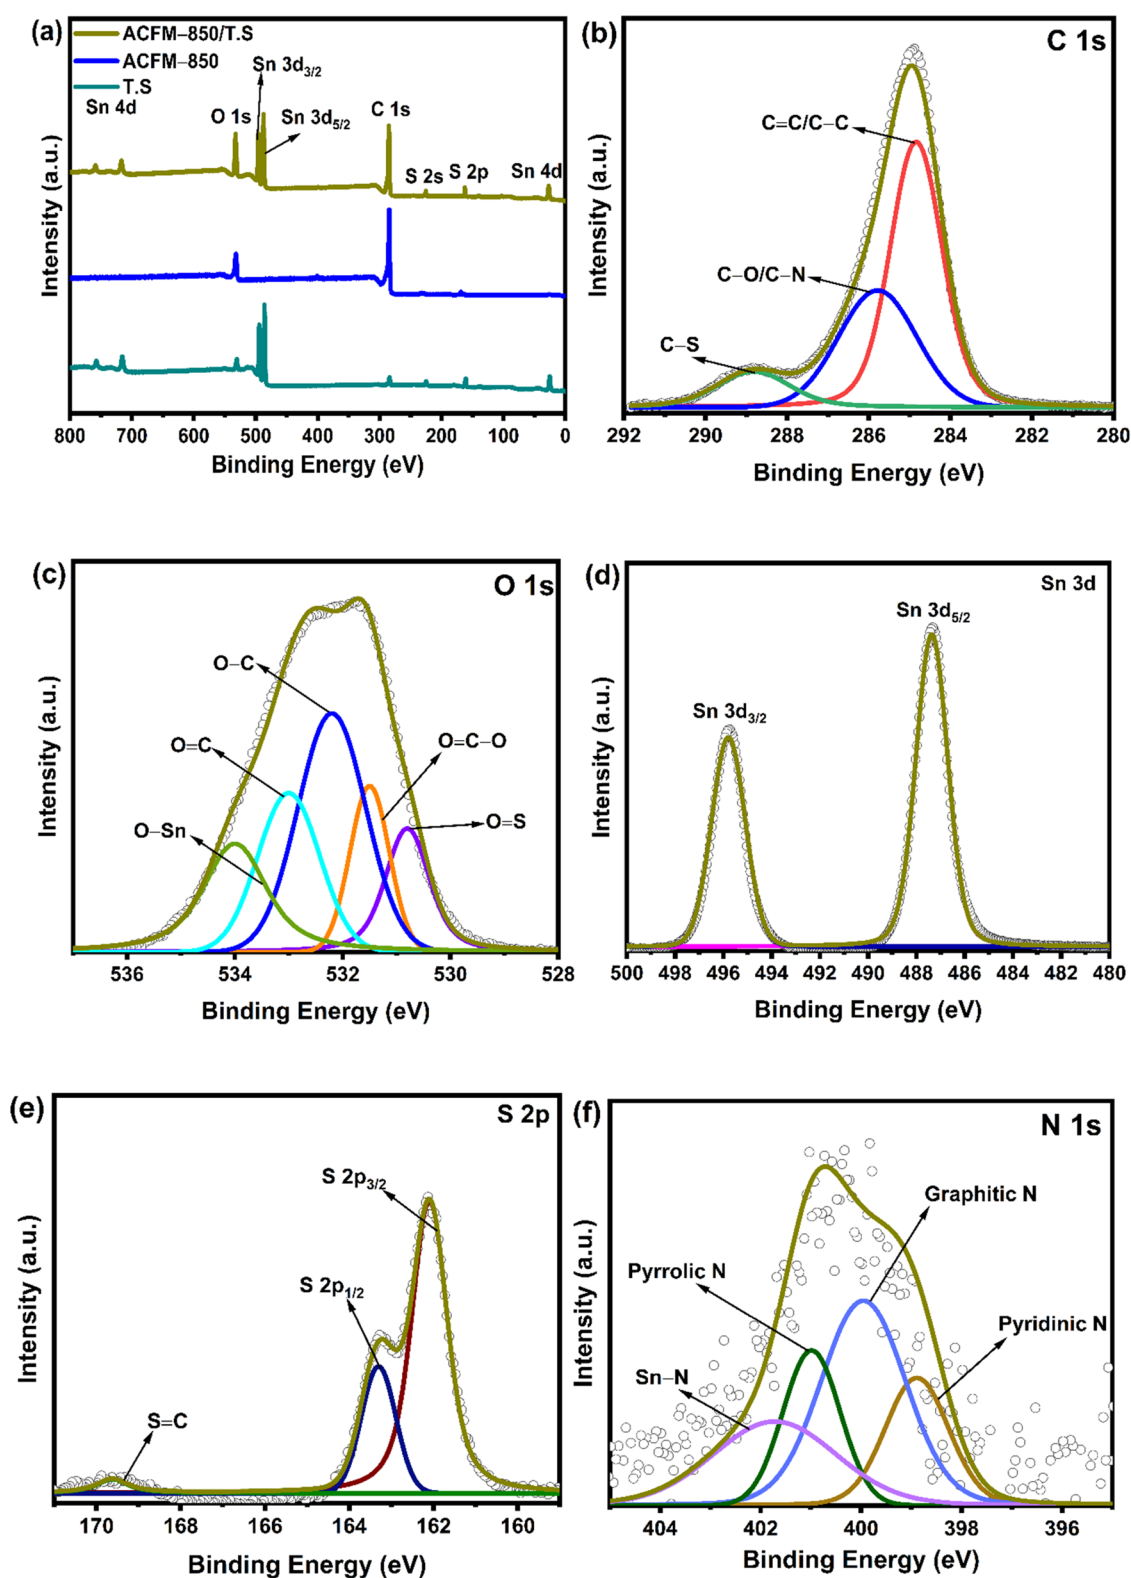 (a)
ACFM–850/T.S
ACFM–850
T.S
Sn 4d
Sn 3d3/2
O 1s
Sn 3d5/2
C 1s
S 2s
S 2p
Sn 4d
Intensity (a.u.)
800 700 600 500 400 300 200 100 0
Binding Energy (eV)
(b)
C 1s
C=C/C–C
C–O/C–N
C–S
Intensity (a.u.)
292 290 288 286 284 282 280
Binding Energy (eV)
(c)
O 1s
O–C
O=C
O=C–O
O–Sn
O=S
Intensity (a.u.)
536 534 532 530 528
Binding Energy (eV)
(d)
Sn 3d
Sn 3d5/2
Sn 3d3/2
Intensity (a.u.)
500 498 496 494 492 490 488 486 484 482 480
Binding Energy (eV)
(e)
S 2p
S 2p3/2
S 2p1/2
S=C
Intensity (a.u.)
170 168 166 164 162 160
Binding Energy (eV)
(f)
N 1s
Graphitic N
Pyrrolic N
Pyridinic N
Sn–N
Intensity (a.u.)
404 402 400 398 396
Binding Energy (eV)